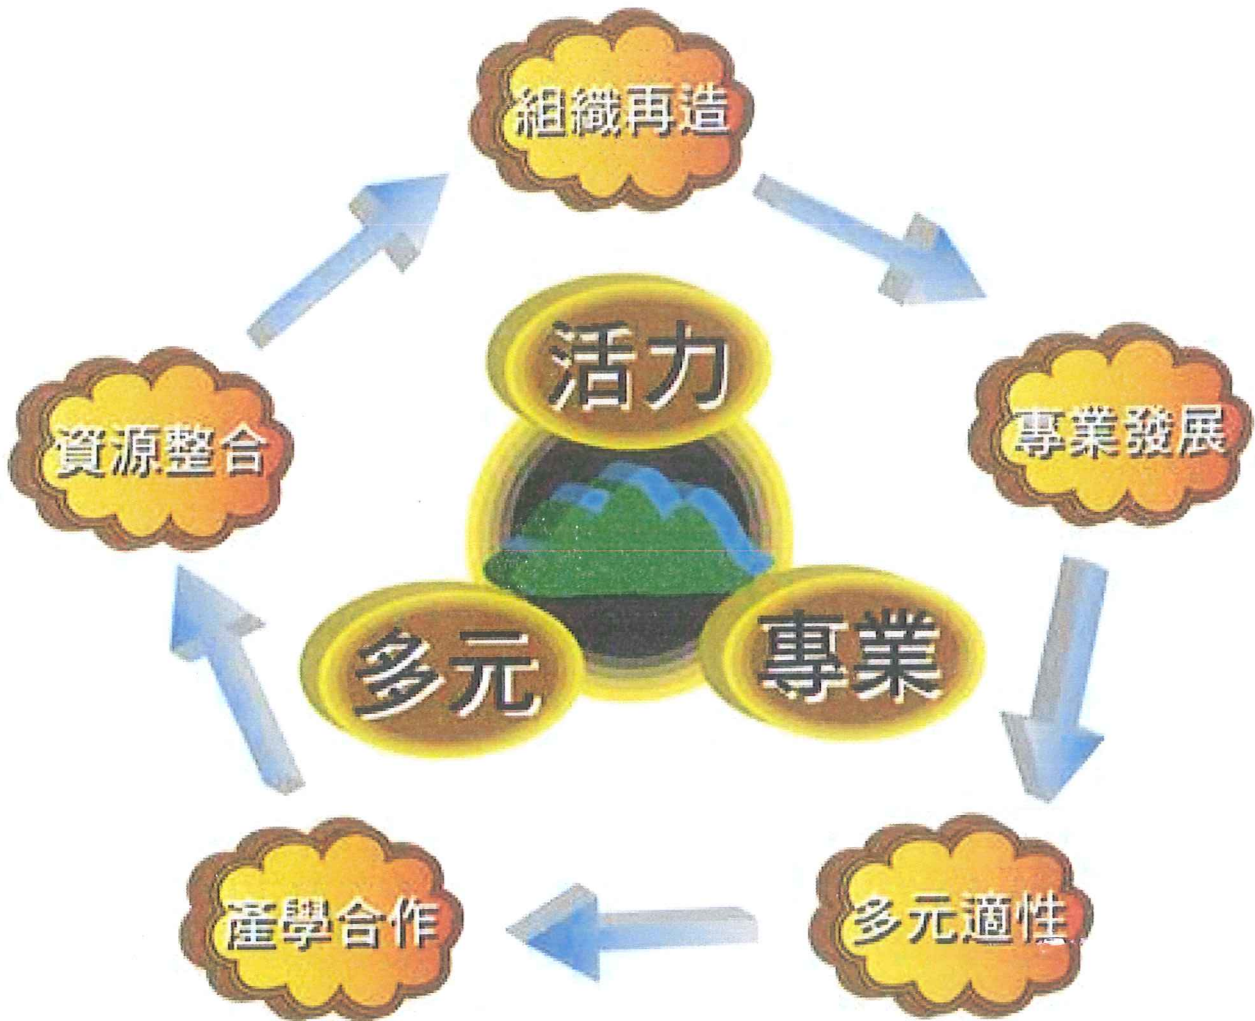 組織再造
活力
專業發展
資源整合
多元
專業
產學合作
多元適性